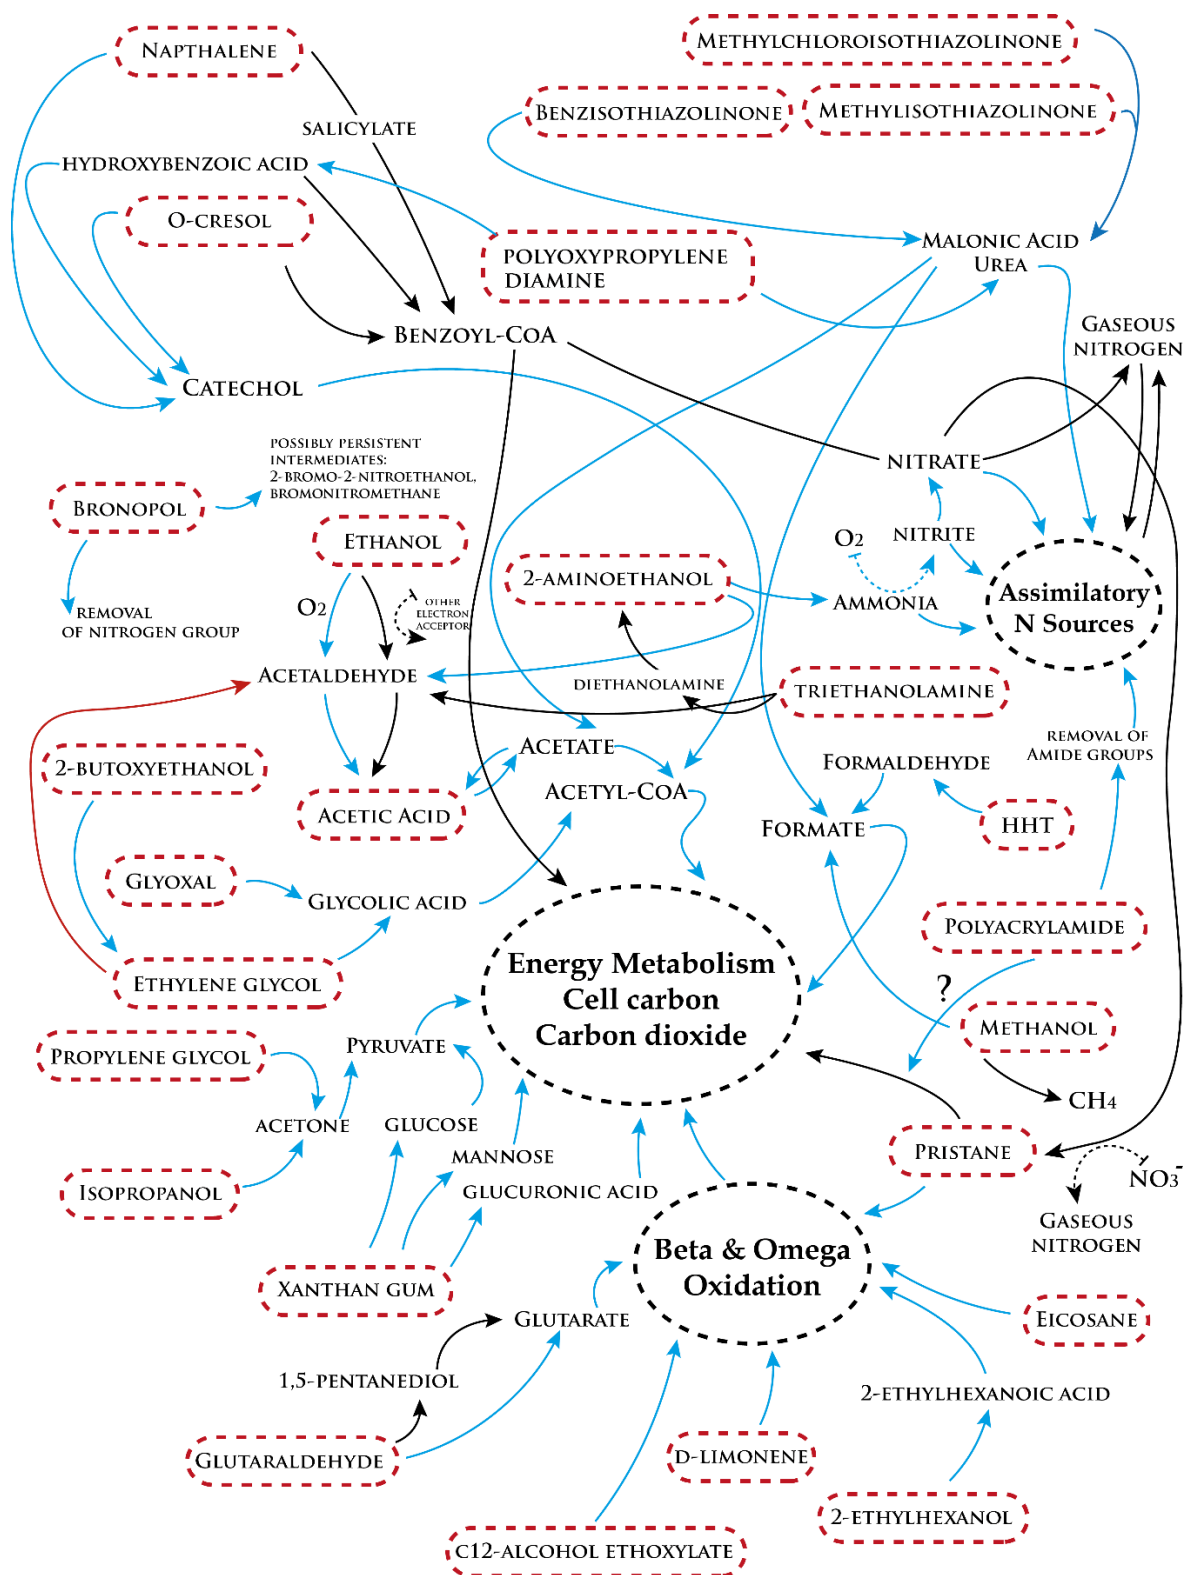 NAPTHALENE
METHYLCHLOROISOTHIAZOLINONE
BENZISOTHIAZOLINONE
METHYLISOTHIAZOLINONE
SALICYLATE
HYDROXYBENZOIC ACID
O-CRESOL
POLYOXYPROPYLENE
DIAMINE
MALONIC ACID
UREA
BENZOYL-COA
GASEOUS
NITROGEN
CATECHOL
POSSIBLY PERSISTENT
INTERMEDIATES:
2-BROMO-2-NITROETHANOL,
BROMONITROMETHANE
NITRATE
BRONOPOL
ETHANOL
O2
NITRITE
2-AMINOETHANOL
AMMONIA
Assimilatory
N Sources
REMOVAL
OF NITROGEN GROUP
O2
OTHER
ELECTRON
ACCEPTOR
ACETALDEHYDE
DIETHANOLAMINE
TRIETHANOLAMINE
2-BUTOXYETHANOL
ACETATE
REMOVAL OF
AMIDE GROUPS
FORMALDEHYDE
ACETYL-COA
ACETIC ACID
FORMATE
HHT
GLYOXAL
GLYCOLIC ACID
POLYACRYLAMIDE
ETHYLENE GLYCOL
Energy Metabolism
Cell carbon
Carbon dioxide
?
METHANOL
PROPYLENE GLYCOL
PYRUVATE
CH4
ACETONE
GLUCOSE
MANNOSE
PRISTANE
ISOPROPANOL
GLUCURONIC ACID
NO3-
GASEOUS
NITROGEN
XANTHAN GUM
Beta & Omega
Oxidation
GLUTARATE
EICOSANE
1,5-PENTANEDIOL
2-ETHYLHEXANOIC ACID
GLUTARALDEHYDE
D-LIMONENE
2-ETHYLHEXANOL
C12-ALCOHOL ETHOXYLATE